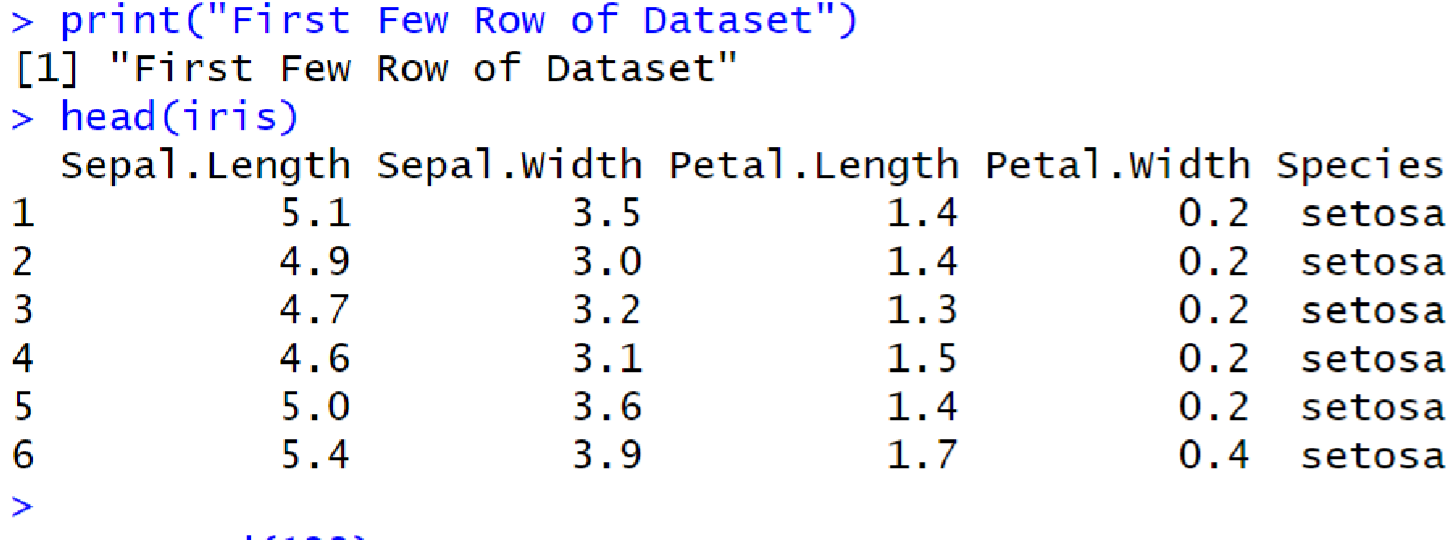 > print("First Few Row of Dataset")
[1] "First Few Row of Dataset"
> head(iris)
  Sepal.Length Sepal.Width Petal.Length Petal.Width Species
1          5.1         3.5          1.4         0.2  setosa
2          4.9         3.0          1.4         0.2  setosa
3          4.7         3.2          1.3         0.2  setosa
4          4.6         3.1          1.5         0.2  setosa
5          5.0         3.6          1.4         0.2  setosa
6          5.4         3.9          1.7         0.4  setosa
>